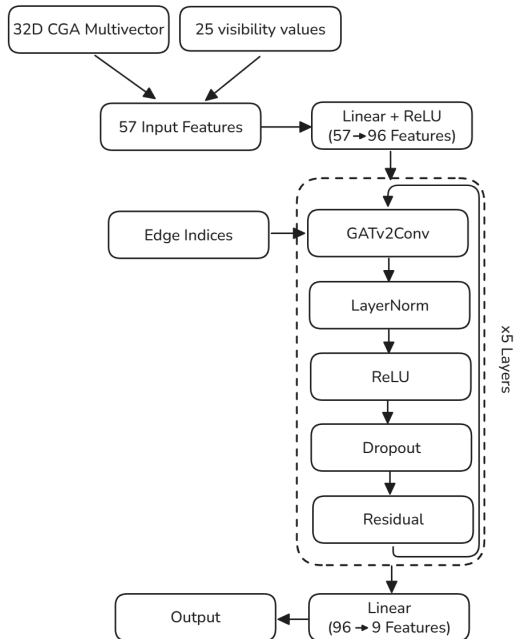 32D CGA Multivector
25 visibility values
57 Input Features
Linear + ReLU
(57→96 Features)
Edge Indices
GATv2Conv
LayerNorm
ReLU
Dropout
Residual
x5 Layers
Output
Linear
(96→9 Features)